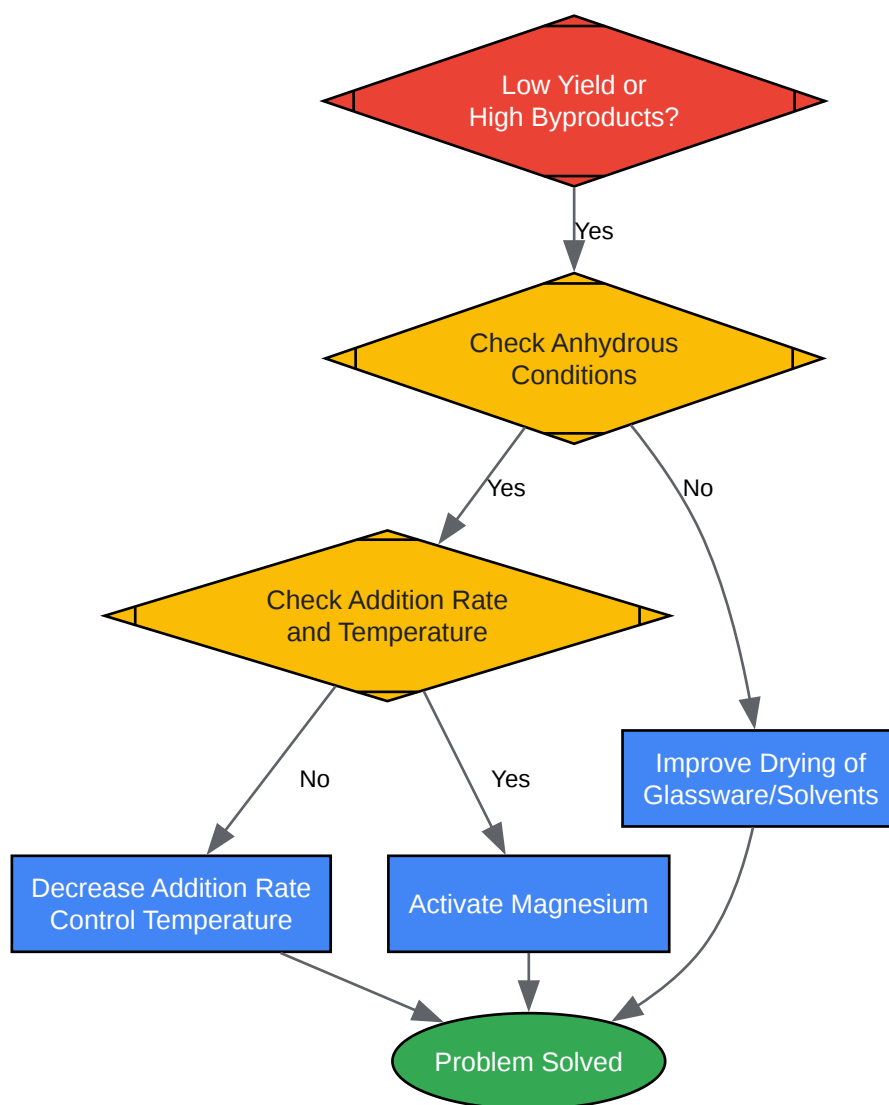 Low Yield or
High Byproducts?
Yes
Check Anhydrous
Conditions
Yes
No
Check Addition Rate
and Temperature
No
Yes
Improve Drying of
Glassware/Solvents
Decrease Addition Rate
Control Temperature
Activate Magnesium
Problem Solved